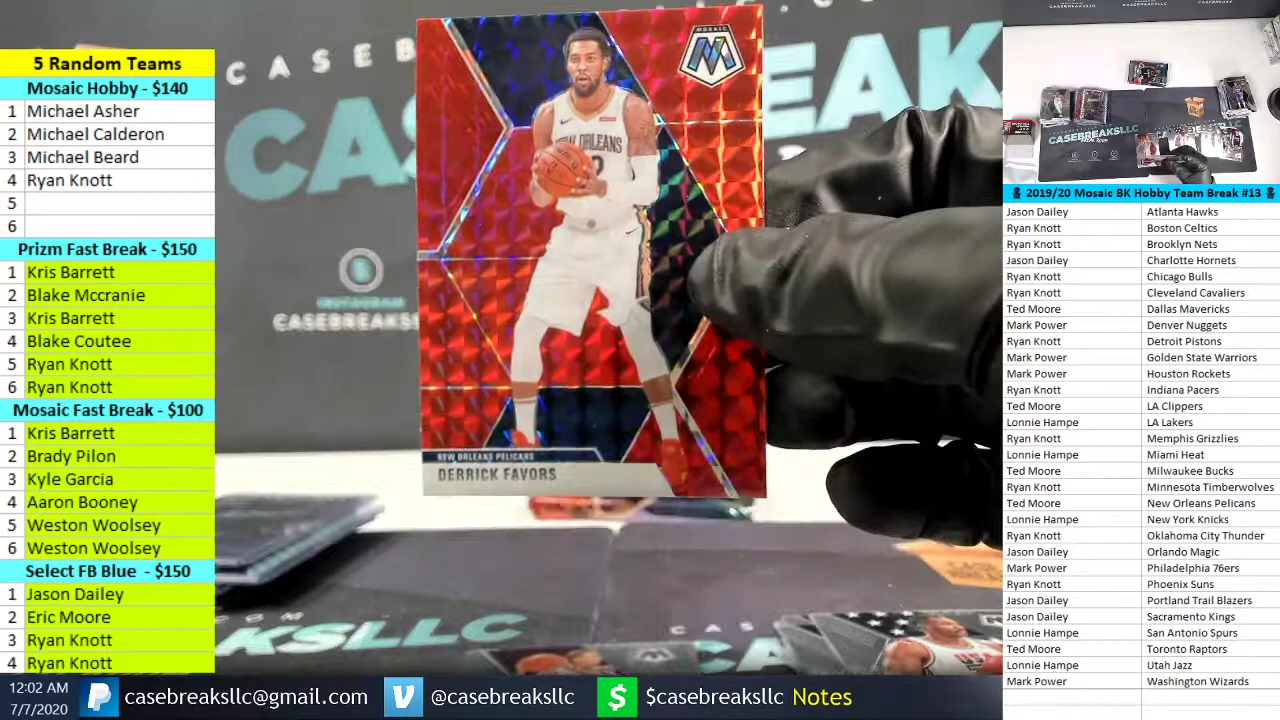 5 Random Teams
Mosaic Hobby - $140
1 Michael Asher
2 Michael Calderon
3 Michael Beard
4 Ryan Knott
5
6
Prizm Fast Break - $150
1 Kris Barrett
2 Blake Mccranie
3 Kris Barrett
4 Blake Coutee
5 Ryan Knott
6 Ryan Knott
Mosaic Fast Break - $100
1 Kris Barrett
2 Brady Pilon
3 Kyle Garcia
4 Aaron Booney
5 Weston Woolsey
6 Weston Woolsey
Select FB Blue - $150
1 Jason Dailey
2 Eric Moore
3 Ryan Knott
4 Ryan Knott
MOSAIC
M
NEW ORLEANS
NEW ORLEANS PELICANS
DERRICK FAVORS
INSTAGRAM
CASEBREAKS
CASEBREAKSLLC
2019/20 Mosaic BK Hobby Team Break #13
Jason Dailey Atlanta Hawks
Ryan Knott Boston Celtics
Ryan Knott Brooklyn Nets
Jason Dailey Charlotte Hornets
Ryan Knott Chicago Bulls
Ryan Knott Cleveland Cavaliers
Ted Moore Dallas Mavericks
Mark Power Denver Nuggets
Ryan Knott Detroit Pistons
Mark Power Golden State Warriors
Mark Power Houston Rockets
Ryan Knott Indiana Pacers
Ted Moore LA Clippers
Lonnie Hampe LA Lakers
Ryan Knott Memphis Grizzlies
Lonnie Hampe Miami Heat
Ted Moore Milwaukee Bucks
Ryan Knott Minnesota Timberwolves
Ted Moore New Orleans Pelicans
Lonnie Hampe New York Knicks
Ryan Knott Oklahoma City Thunder
Jason Dailey Orlando Magic
Mark Power Philadelphia 76ers
Ryan Knott Phoenix Suns
Jason Dailey Portland Trail Blazers
Jason Dailey Sacramento Kings
Lonnie Hampe San Antonio Spurs
Ted Moore Toronto Raptors
Lonnie Hampe Utah Jazz
Mark Power Washington Wizards
12:02 AM
7/7/2020
casebreaksllc@gmail.com
@casebreaksllc
$casebreaksllc Notes